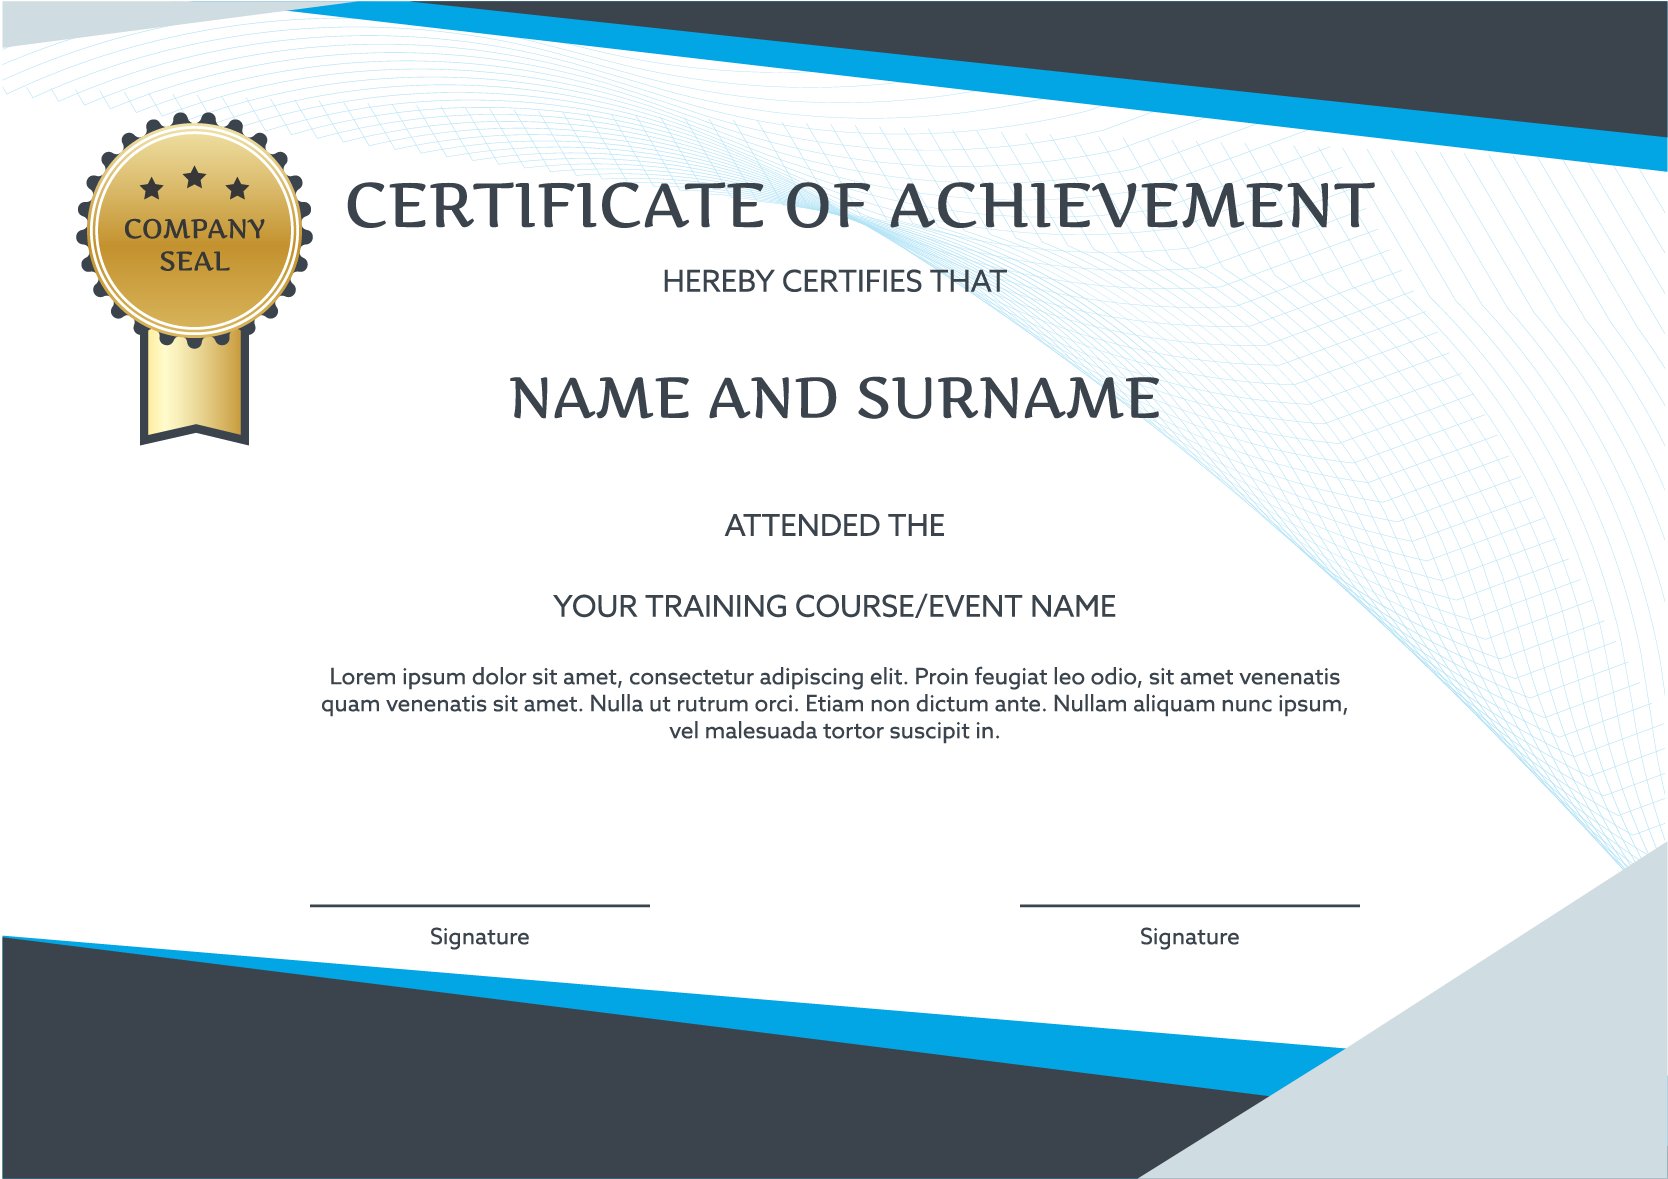 CERTIFICATE OF ACHIEVEMENT
COMPANY
SEAL
HEREBY CERTIFIES THAT
NAME AND SURNAME
ATTENDED THE
YOUR TRAINING COURSE/EVENT NAME
Lorem ipsum dolor sit amet, consectetur adipiscing elit. Proin feugiat leo odio, sit amet venenatis
quam venenatis sit amet. Nulla ut rutrum orci. Etiam non dictum ante. Nullam aliquam nunc ipsum,
vel malesuada tortor suscipit in.
Signature
Signature